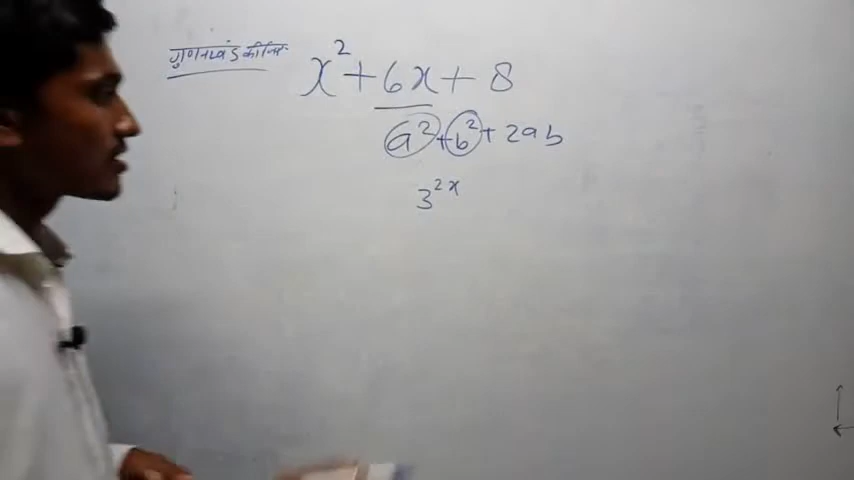 गुणनखंड कीजिए x² + 6x + 8
a² + b² + 2ab
3²ˣ